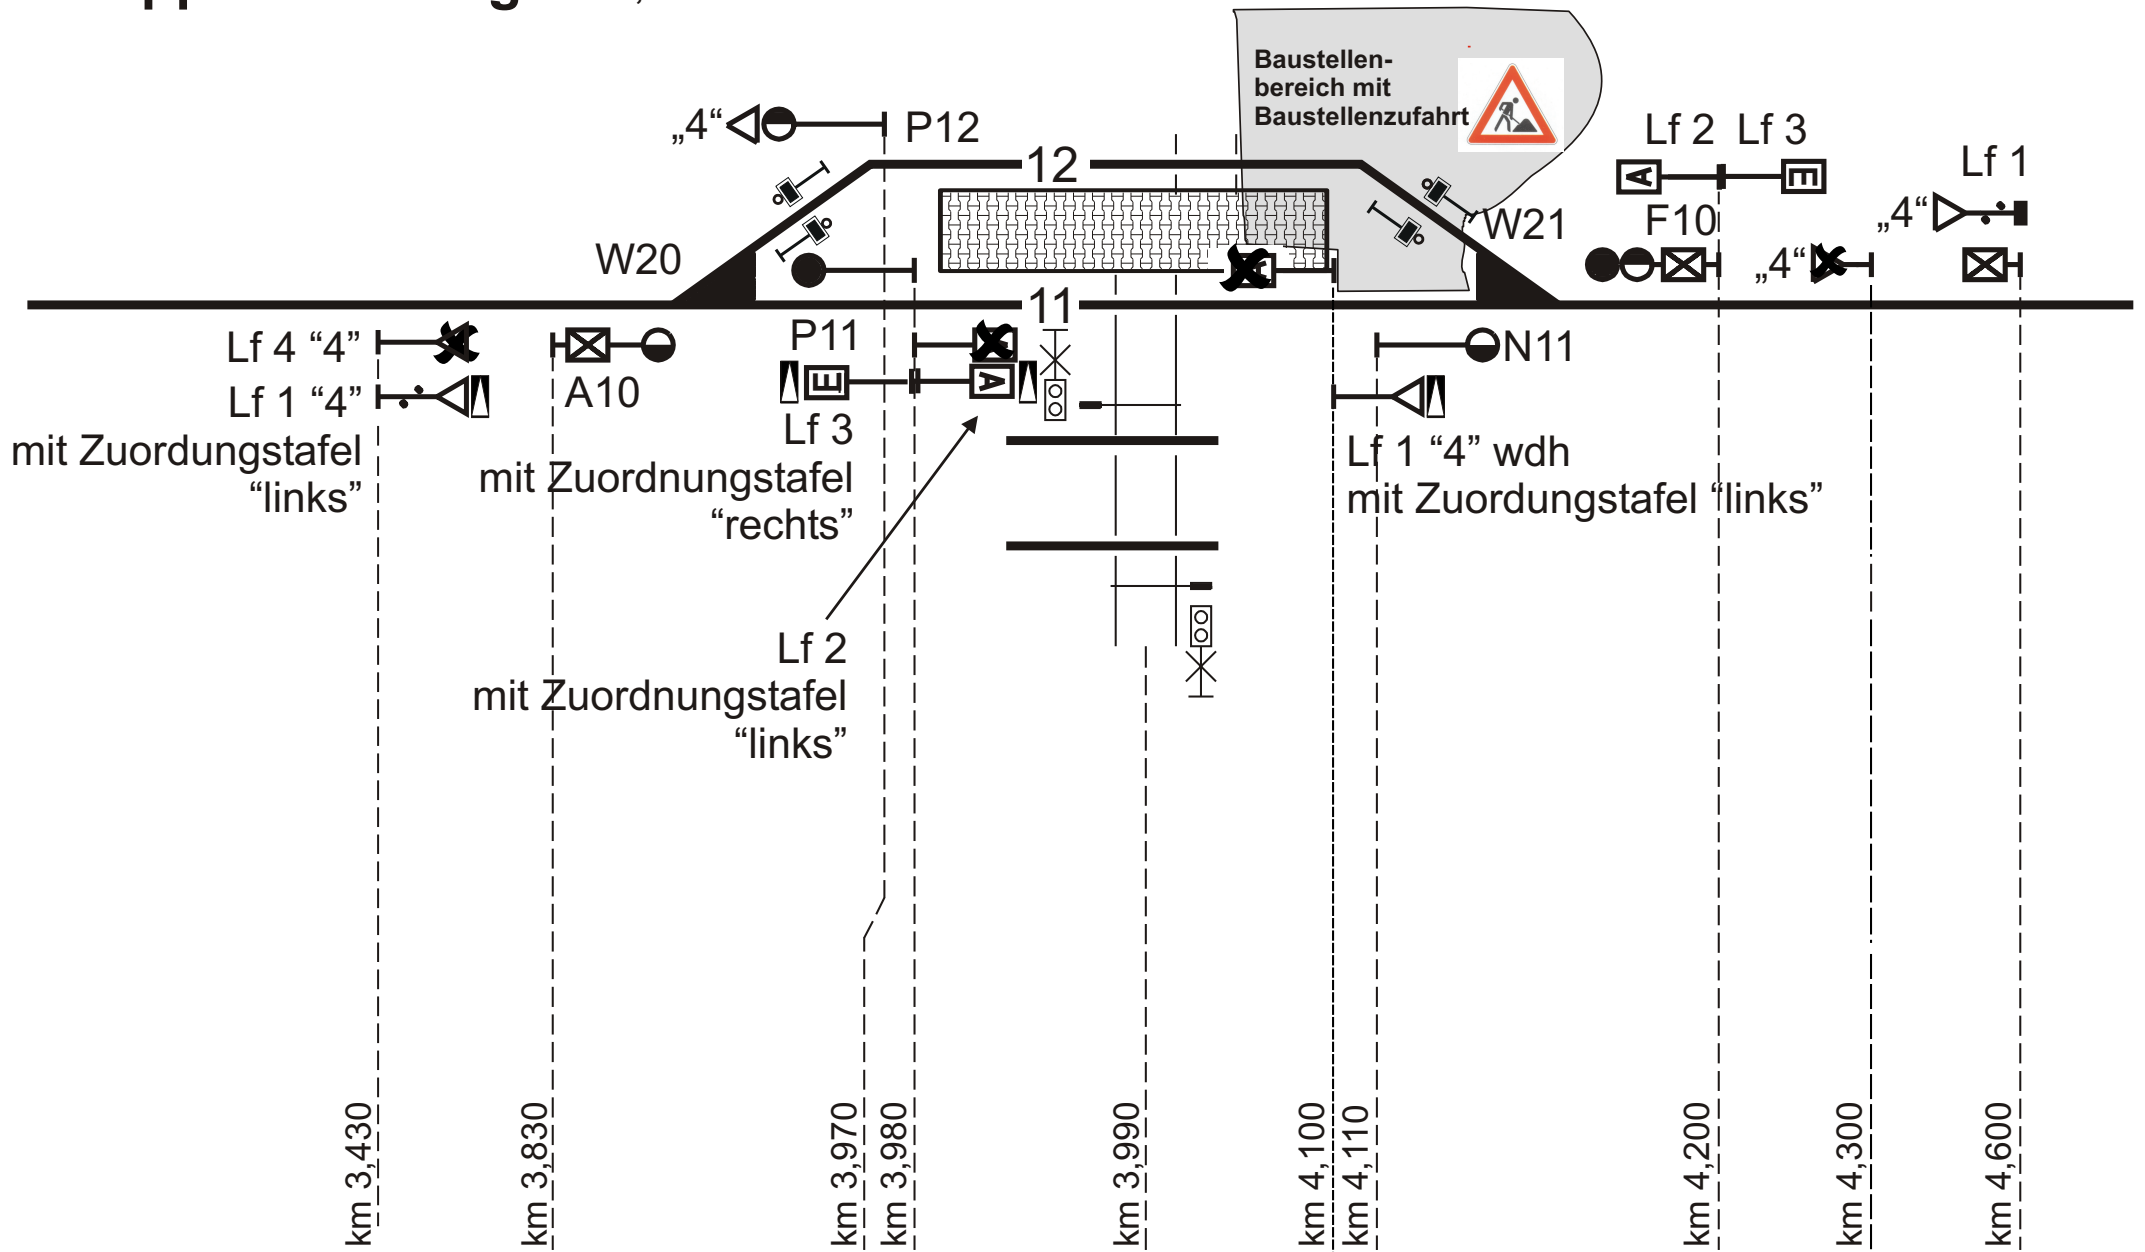 Baustellen-
bereich mit
Baustellenzufahrt
„4“
P12
12
Lf 2
Lf 3
Lf 1
A
E
„4“
W20
W21
F10
„4“
11
Lf 4 “4”
P11
N11
Lf 1 “4”
mit Zuordungstafel
“links”
A10
E
A
Lf 3
mit Zuordnungstafel
“rechts”
Lf 1 “4” wdh
mit Zuordungstafel “links”
Lf 2
mit Zuordnungstafel
“links”
km 3,430
km 3,830
km 3,970
km 3,980
km 3,990
km 4,100
km 4,110
km 4,200
km 4,300
km 4,600